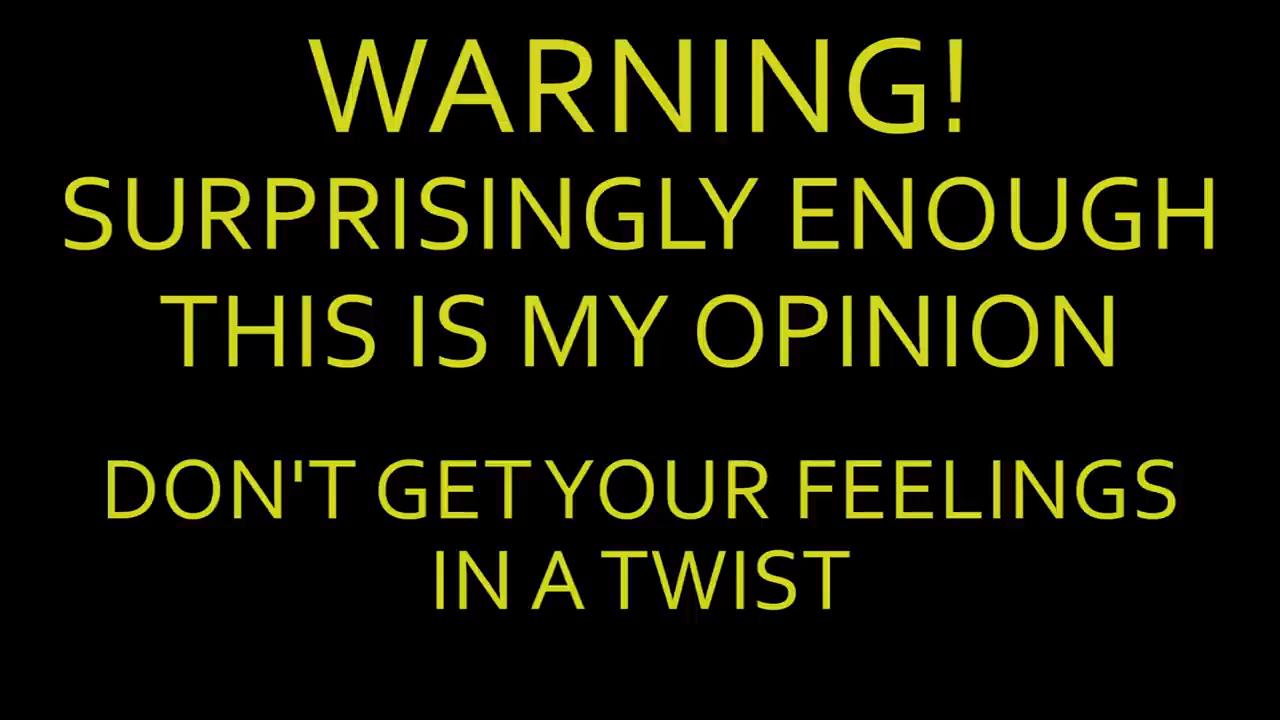 WARNING!
SURPRISINGLY ENOUGH
THIS IS MY OPINION
DON'T GET YOUR FEELINGS
IN A TWIST